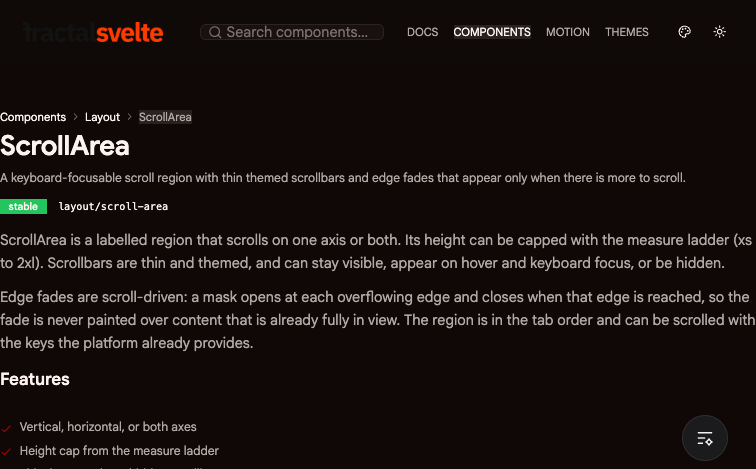 fractalsvelte
Search components...
DOCS
COMPONENTS
MOTION
THEMES
Components > Layout > ScrollArea
ScrollArea
A keyboard-focusable scroll region with thin themed scrollbars and edge fades that appear only when there is more to scroll.
stable layout/scroll-area
ScrollArea is a labelled region that scrolls on one axis or both. Its height can be capped with the measure ladder (xs
to 2xl). Scrollbars are thin and themed, and can stay visible, appear on hover and keyboard focus, or be hidden.
Edge fades are scroll-driven: a mask opens at each overflowing edge and closes when that edge is reached, so the
fade is never painted over content that is already fully in view. The region is in the tab order and can be scrolled with
the keys the platform already provides.
Features
Vertical, horizontal, or both axes
Height cap from the measure ladder